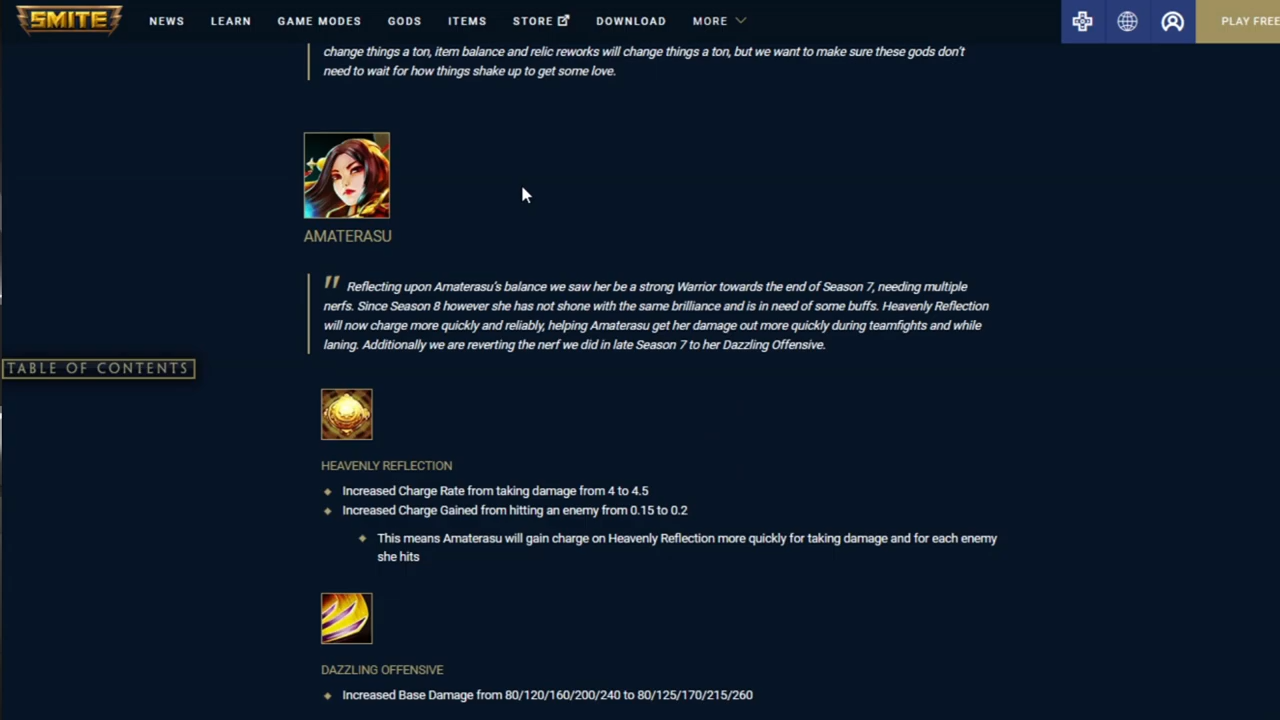 SMITE NEWS LEARN GAME MODES GODS ITEMS STORE DOWNLOAD MORE PLAY FREE
change things a ton, item balance and relic reworks will change things a ton, but we want to make sure these gods don't
need to wait for how things shake up to get some love.
AMATERASU
" Reflecting upon Amaterasu's balance we saw her be a strong Warrior towards the end of Season 7, needing multiple
nerfs. Since Season 8 however she has not shone with the same brilliance and is in need of some buffs. Heavenly Reflection
will now charge more quickly and reliably, helping Amaterasu get her damage out more quickly during teamfights and while
laning. Additionally we are reverting the nerf we did in late Season 7 to her Dazzling Offensive.
TABLE OF CONTENTS
HEAVENLY REFLECTION
Increased Charge Rate from taking damage from 4 to 4.5
Increased Charge Gained from hitting an enemy from 0.15 to 0.2
This means Amaterasu will gain charge on Heavenly Reflection more quickly for taking damage and for each enemy
she hits
DAZZLING OFFENSIVE
Increased Base Damage from 80/120/160/200/240 to 80/125/170/215/260